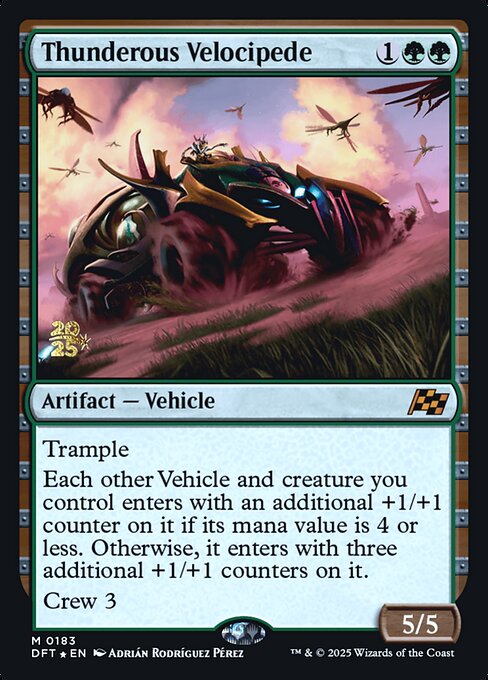 Thunderous Velocipede 1
2025
Artifact — Vehicle
Trample
Each other Vehicle and creature you
control enters with an additional +1/+1
counter on it if its mana value is 4 or
less. Otherwise, it enters with three
additional +1/+1 counters on it.
Crew 3
5/5
M 0183
DFT ★ EN Adrián Rodríguez Pérez ™ & © 2025 Wizards of the Coast